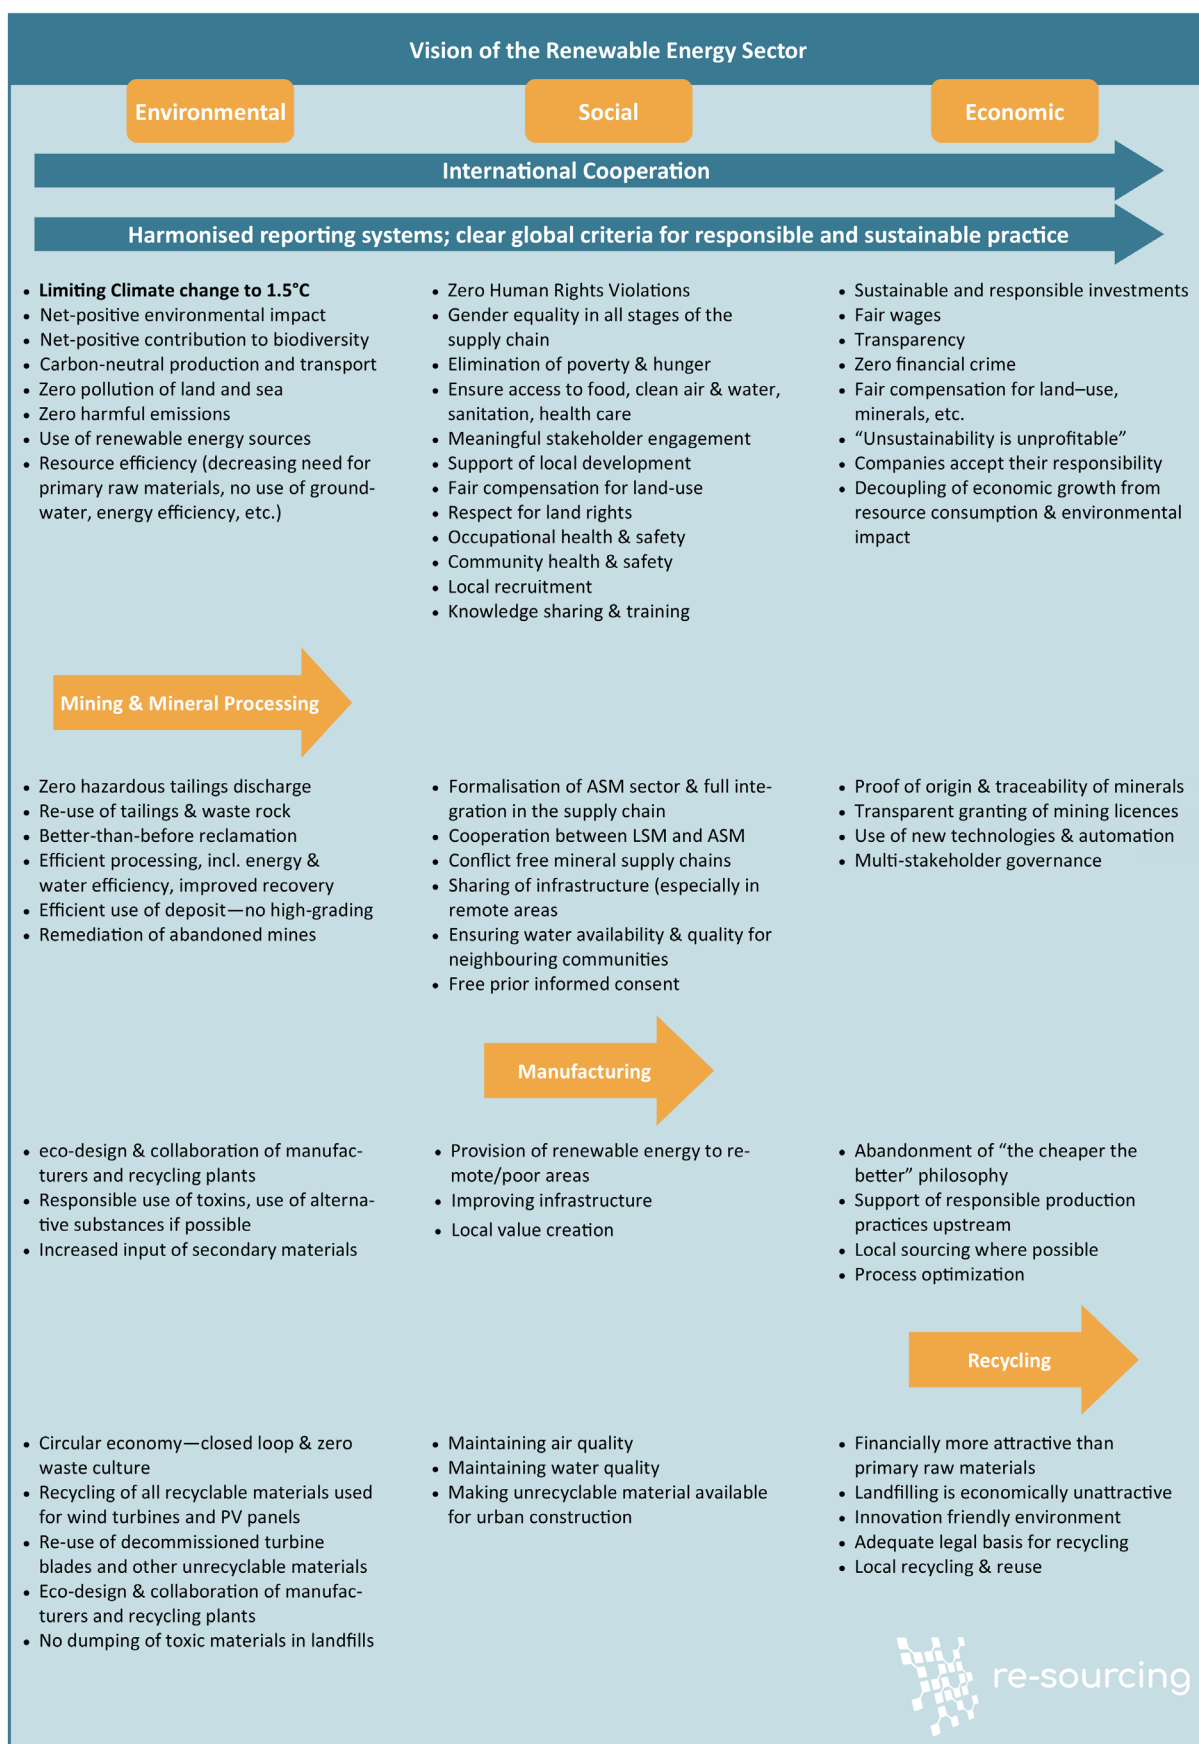 Vision of the Renewable Energy Sector
Environmental
Social
Economic
International Cooperation
Harmonised reporting systems; clear global criteria for responsible and sustainable practice
• Limiting Climate change to 1.5°C
• Net-positive environmental impact
• Net-positive contribution to biodiversity
• Carbon-neutral production and transport
• Zero pollution of land and sea
• Zero harmful emissions
• Use of renewable energy sources
• Resource efficiency (decreasing need for
primary raw materials, no use of ground-
water, energy efficiency, etc.)
• Zero Human Rights Violations
• Gender equality in all stages of the
supply chain
• Elimination of poverty & hunger
• Ensure access to food, clean air & water,
sanitation, health care
• Meaningful stakeholder engagement
• Support of local development
• Fair compensation for land-use
• Respect for land rights
• Occupational health & safety
• Community health & safety
• Local recruitment
• Knowledge sharing & training
• Sustainable and responsible investments
• Fair wages
• Transparency
• Zero financial crime
• Fair compensation for land–use,
minerals, etc.
• “Unsustainability is unprofitable”
• Companies accept their responsibility
• Decoupling of economic growth from
resource consumption & environmental
impact
Mining & Mineral Processing
• Zero hazardous tailings discharge
• Re-use of tailings & waste rock
• Better-than-before reclamation
• Efficient processing, incl. energy &
water efficiency, improved recovery
• Efficient use of deposit—no high-grading
• Remediation of abandoned mines
• Formalisation of ASM sector & full inte-
gration in the supply chain
• Cooperation between LSM and ASM
• Conflict free mineral supply chains
• Sharing of infrastructure (especially in
remote areas
• Ensuring water availability & quality for
neighbouring communities
• Free prior informed consent
• Proof of origin & traceability of minerals
• Transparent granting of mining licences
• Use of new technologies & automation
• Multi-stakeholder governance
Manufacturing
• eco-design & collaboration of manufac-
turers and recycling plants
• Responsible use of toxins, use of alterna-
tive substances if possible
• Increased input of secondary materials
• Provision of renewable energy to re-
mote/poor areas
• Improving infrastructure
• Local value creation
• Abandonment of “the cheaper the
better” philosophy
• Support of responsible production
practices upstream
• Local sourcing where possible
• Process optimization
Recycling
• Circular economy—closed loop & zero
waste culture
• Recycling of all recyclable materials used
for wind turbines and PV panels
• Re-use of decommissioned turbine
blades and other unrecyclable materials
• Eco-design & collaboration of manufac-
turers and recycling plants
• No dumping of toxic materials in landfills
• Maintaining air quality
• Maintaining water quality
• Making unrecyclable material available
for urban construction
• Financially more attractive than
primary raw materials
• Landfilling is economically unattractive
• Innovation friendly environment
• Adequate legal basis for recycling
• Local recycling & reuse
re-sourcing